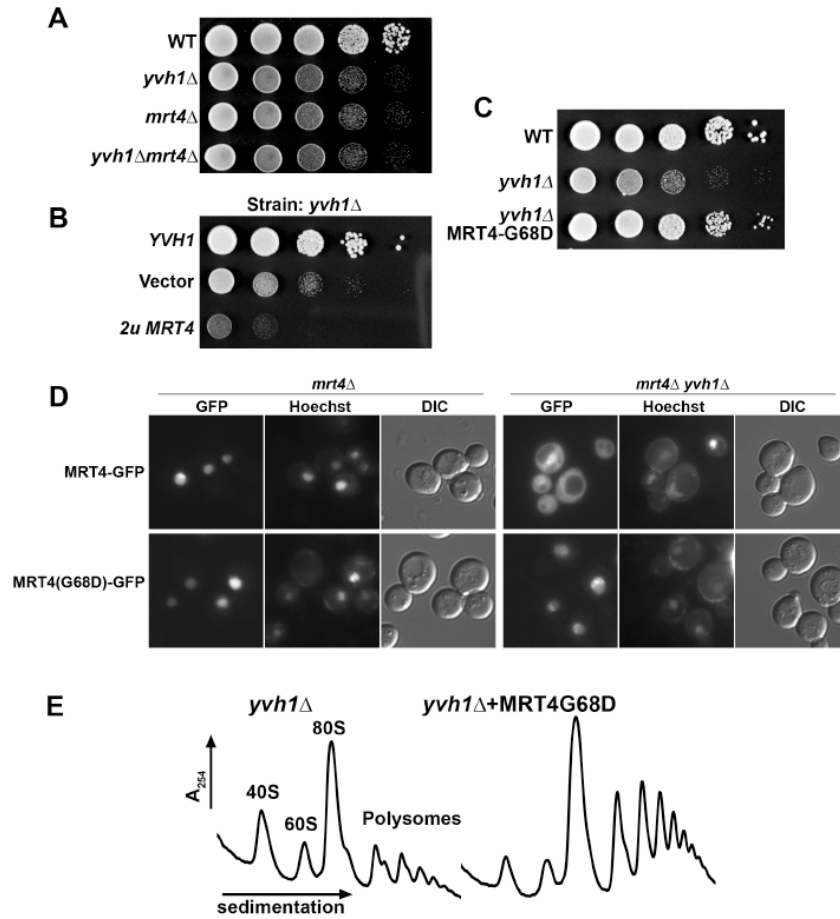 A
WT
yvh1Δ
mrt4Δ
yvh1Δmrt4Δ
B
Strain: yvh1Δ
YVH1
Vector
2u MRT4
C
WT
yvh1Δ
yvh1Δ
MRT4-G68D
D
mrt4Δ
mrt4Δ yvh1Δ
GFP Hoechst DIC GFP Hoechst DIC
MRT4-GFP
MRT4(G68D)-GFP
E
yvh1Δ
yvh1Δ+MRT4G68D
A254
40S
60S
80S
Polysomes
sedimentation